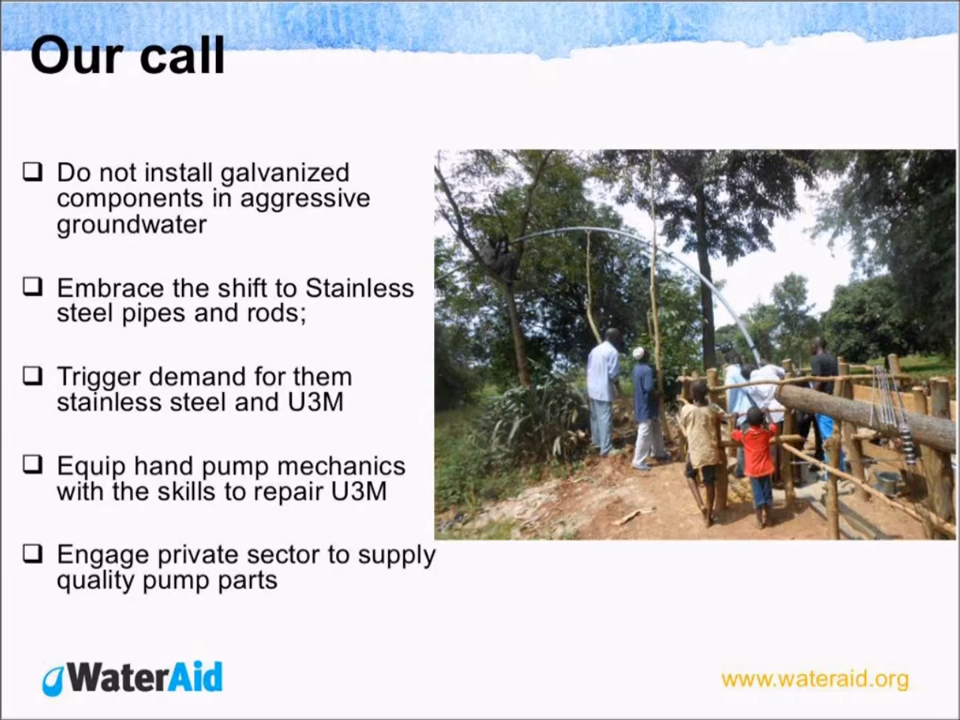 Our call
❑ Do not install galvanized
components in aggressive
groundwater
❑ Embrace the shift to Stainless
steel pipes and rods;
❑ Trigger demand for them
stainless steel and U3M
❑ Equip hand pump mechanics
with the skills to repair U3M
❑ Engage private sector to supply
quality pump parts
WaterAid
www.wateraid.org